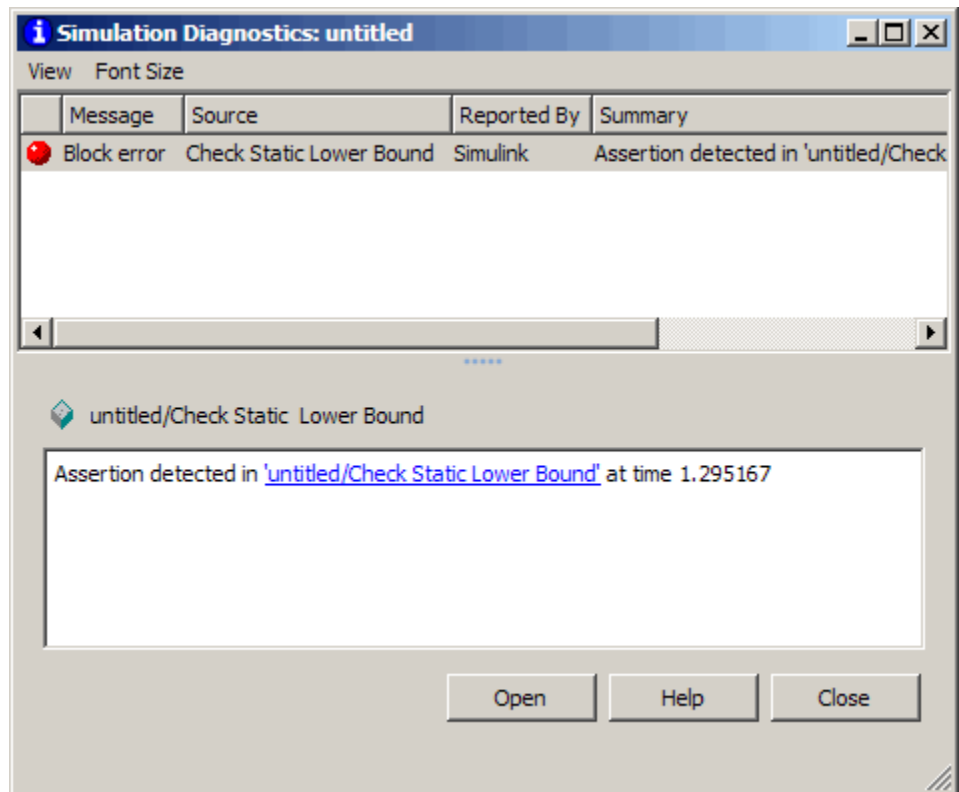 Simulation Diagnostics: untitled
View Font Size
Message Source Reported By Summary
Block error Check Static Lower Bound Simulink Assertion detected in 'untitled/Check
untitled/Check Static Lower Bound
Assertion detected in 'untitled/Check Static Lower Bound' at time 1.295167
Open Help Close